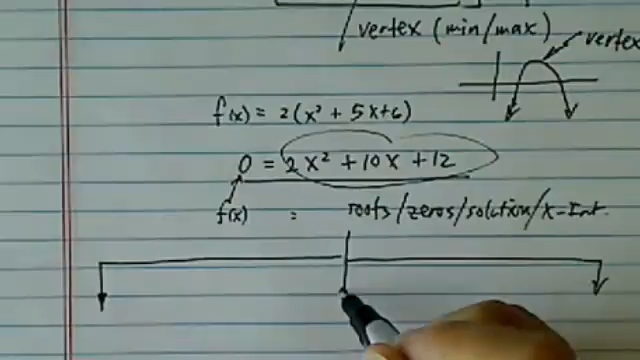 vertex (min/max)
vertex
f(x) = 2(x² + 5x+6)
0 = 2x² + 10x + 12
f(x) = roots/zeros/solution/x-Int.